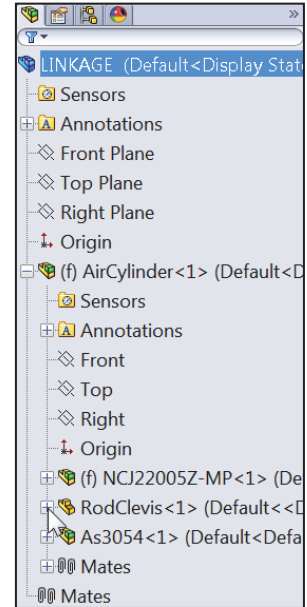 »
LINKAGE (Default<Display State
Sensors
A Annotations
Front Plane
Top Plane
Right Plane
Origin
(f) AirCylinder<1> (Default<D
Sensors
A Annotations
Front
Top
Right
Origin
(f) NCJ22005Z-MP<1> (De
RodClevis<1> (Default<<D
As3054<1> (Default<Defa
Mates
Mates